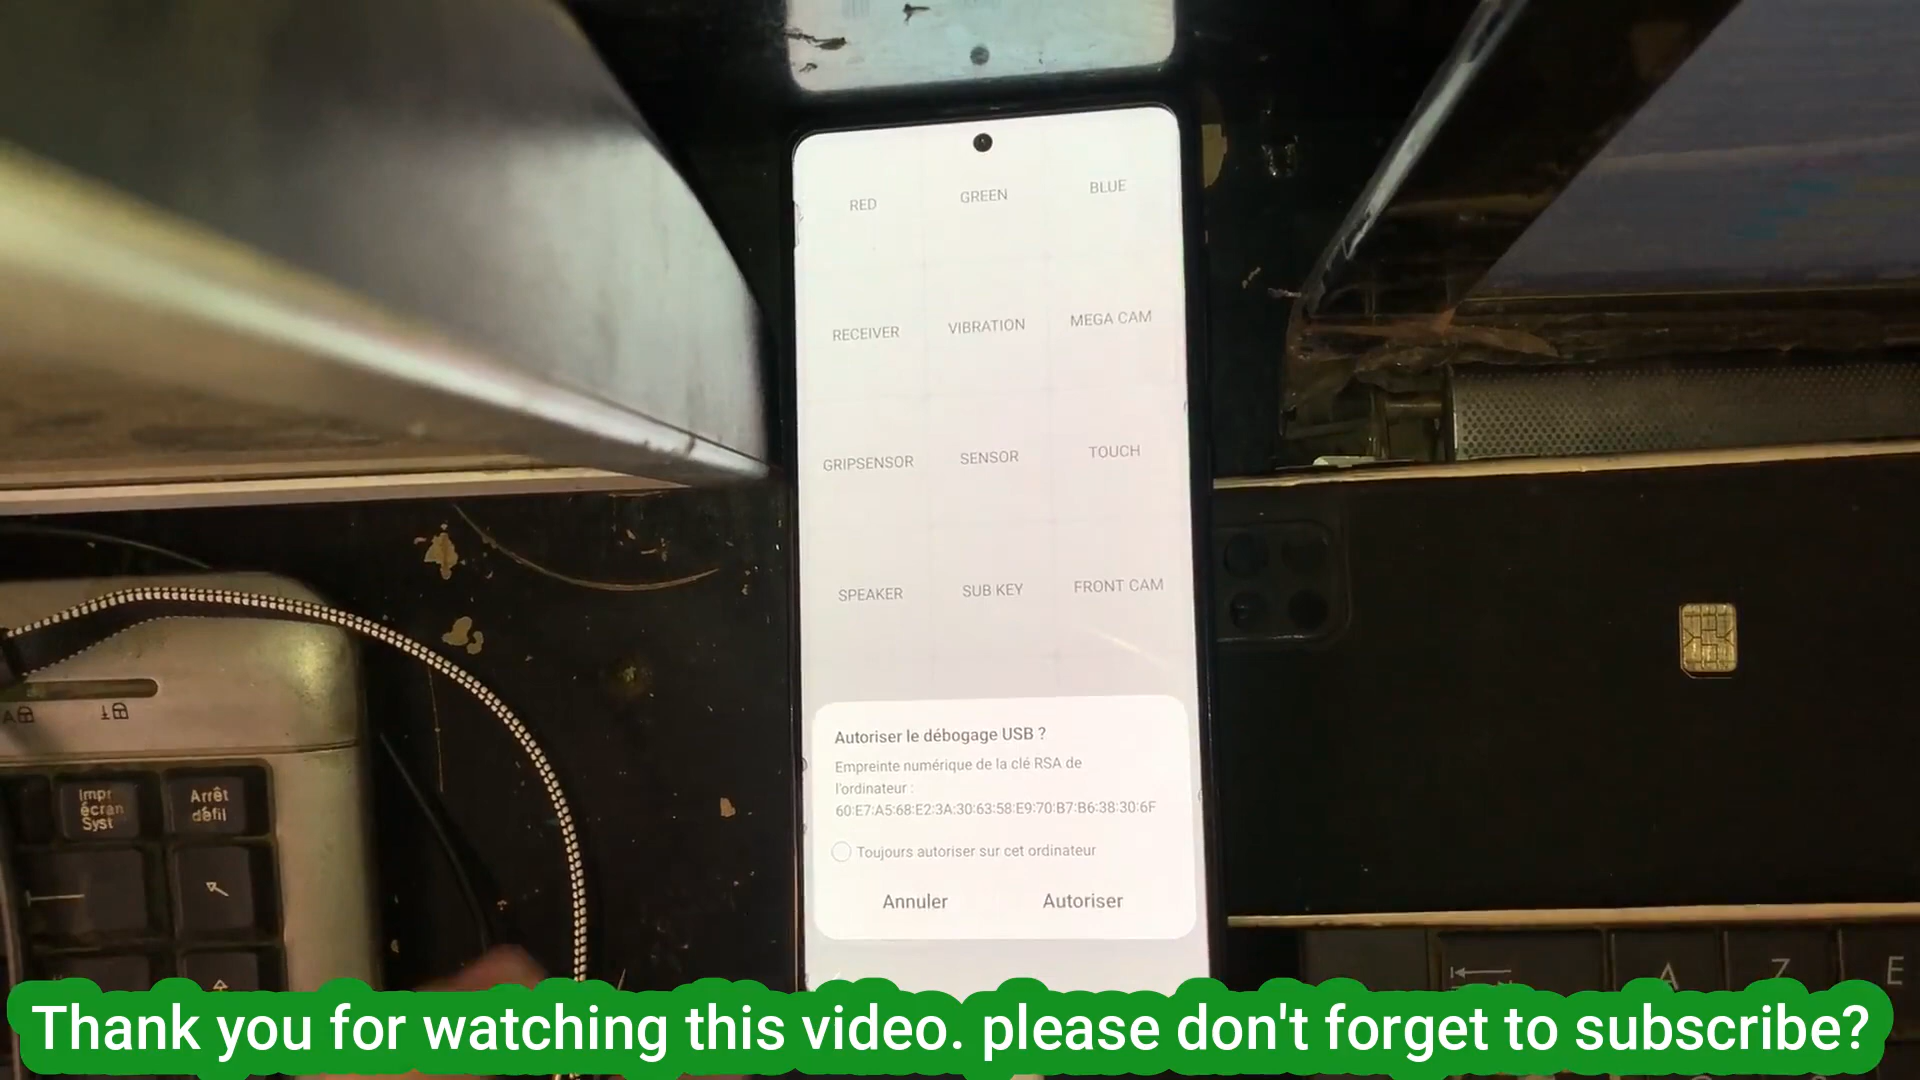 RED GREEN BLUE
RECEIVER VIBRATION MEGA CAM
GRIPSENSOR SENSOR TOUCH
SPEAKER SUB KEY FRONT CAM
Autoriser le débogage USB ?
Empreinte numérique de la clé RSA de
l'ordinateur :
60:E7:A5:68:E2:3A:30:63:58:E9:70:B7:B6:38:30:6F
Toujours autoriser sur cet ordinateur
Annuler Autoriser
A
Impr
écran
Syst
Arrêt
défil
A Z E
Thank you for watching this video. please don't forget to subscribe?